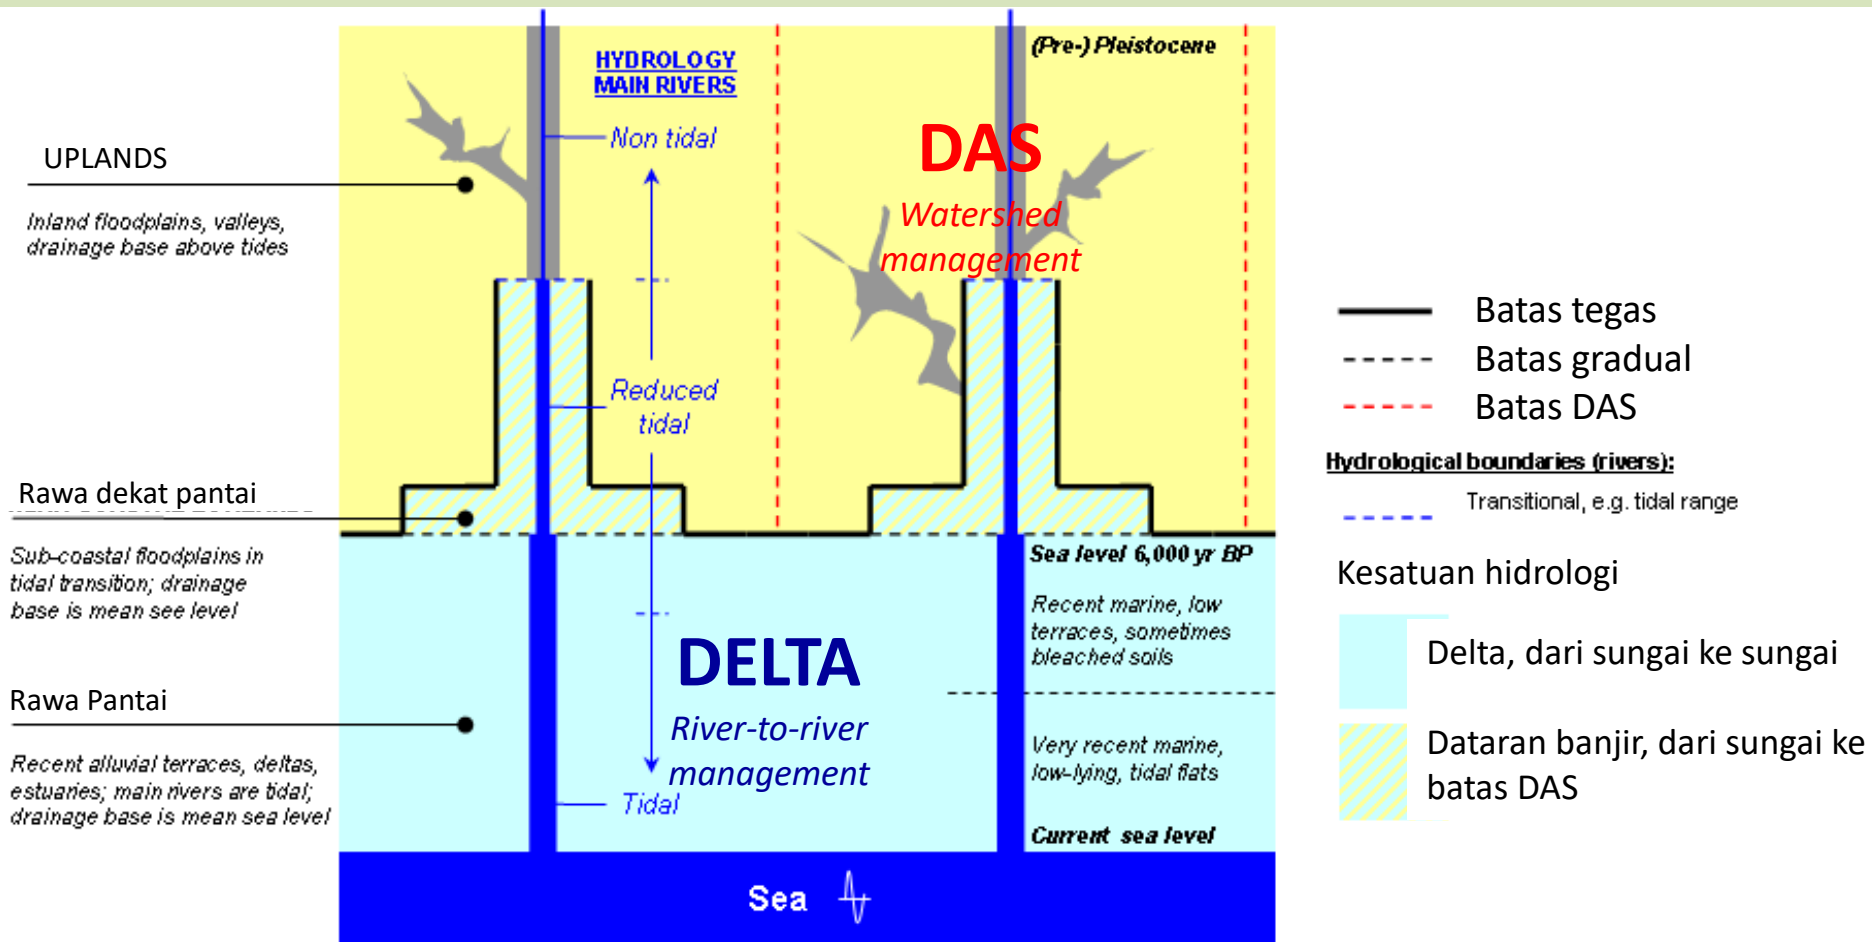 UPLANDS
Inland floodplains, valleys,
drainage base above tides
Rawa dekat pantai
Sub-coastal floodplains in
tidal transition; drainage
base is mean see level
Rawa Pantai
Recent alluvial terraces, deltas,
estuaries; main rivers are tidal;
drainage base is mean sea level
HYDROLOGY
MAIN RIVERS
Non tidal
Reduced
tidal
Tidal
(Pre-) Pleistocene
DAS
Watershed
management
Sea level 6,000 yr BP
Recent marine, low
terraces, sometimes
bleached soils
DELTA
River-to-river
management
Very recent marine,
low-lying, tidal flats
Current sea level
Sea
Batas tegas
Batas gradual
Batas DAS
Hydrological boundaries (rivers):
Transitional, e.g. tidal range
Kesatuan hidrologi
Delta, dari sungai ke sungai
Dataran banjir, dari sungai ke
batas DAS